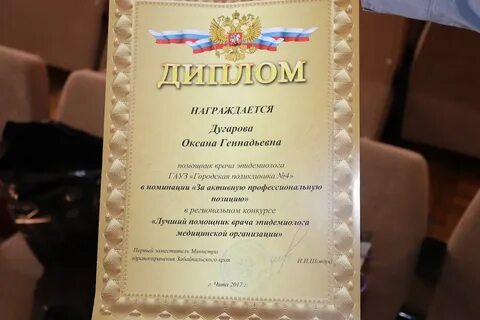 ДИПЛОМ
НАГРАЖДАЕТСЯ
Дугарова
Оксана Геннадьевна
помощник врача эпидемиолога
ГАУЗ «Городская поликлиника №4»
в номинации «За активную профессиональную
позицию»
в региональном конкурсе
«Лучший помощник врача эпидемиолога
медицинской организации»
Первый заместитель Министра
здравоохранения Забайкальского края
г. Чита 2017 г.